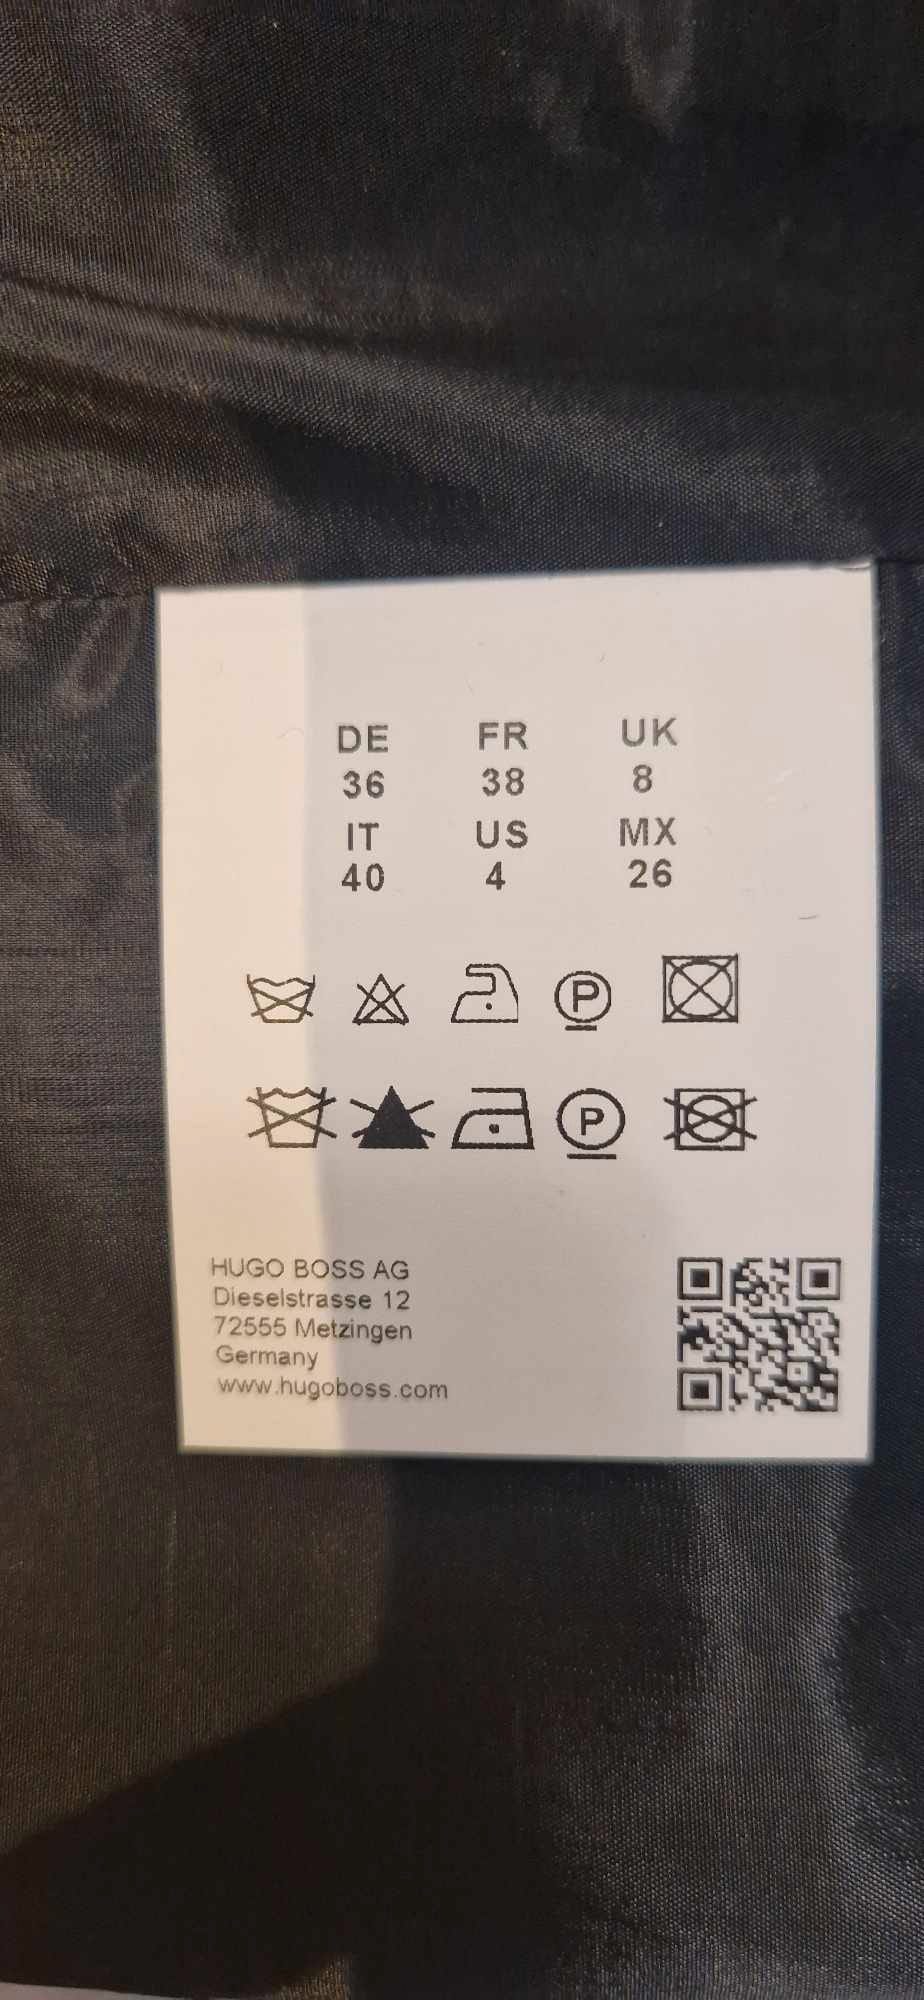 DE FR UK
36 38 8
IT US MX
40 4 26
P
P
HUGO BOSS AG
Dieselstrasse 12
72555 Metzingen
Germany
www.hugoboss.com